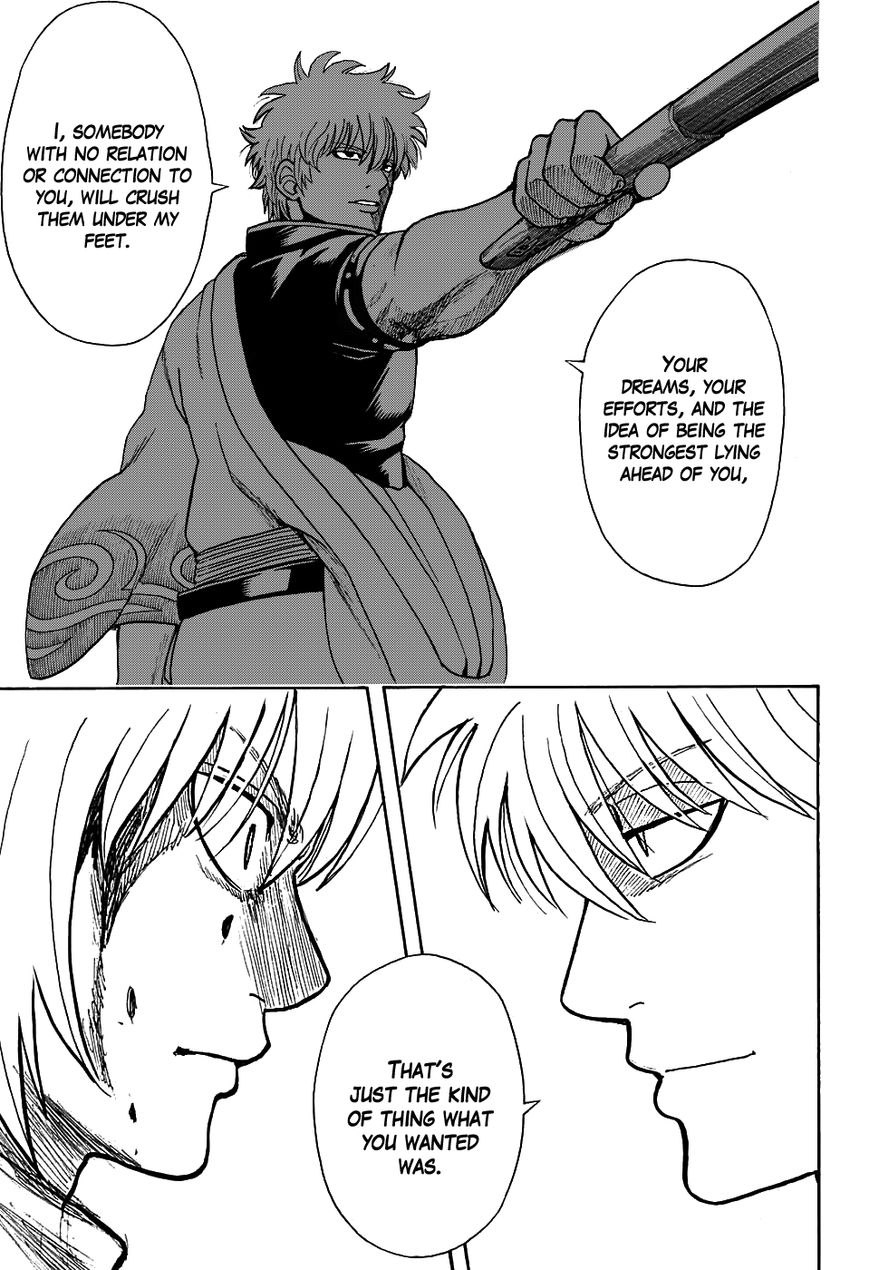 YOUR
DREAMS, YOUR
EFFORTS, AND THE
IDEA OF BEING THE
STRONGEST LYING
AHEAD OF YOU,
I, SOMEBODY
WITH NO RELATION
OR CONNECTION TO
YOU, WILL CRUSH
THEM UNDER MY
FEET.
THAT'S
JUST THE KIND
OF THING WHAT
YOU WANTED
WAS.